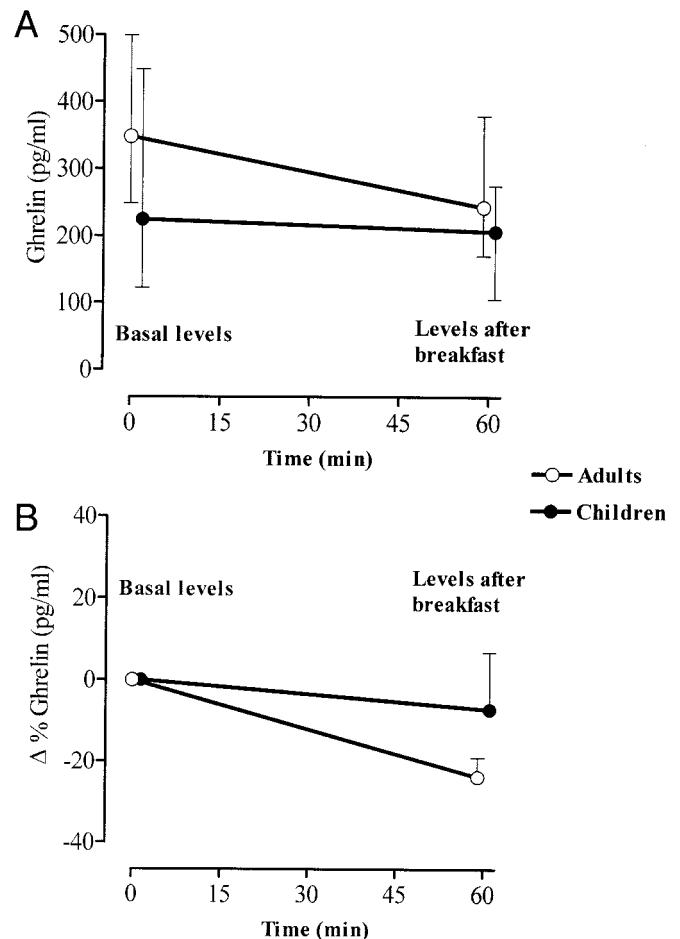 A
500
400
300
200
100
0
Ghrelin (pg/ml)
Basal levels
Levels after
breakfast
0 15 30 45 60
Time (min)
Adults
Children
B
40
20
0
-20
-40
Δ % Ghrelin (pg/ml)
Basal levels
Levels after
breakfast
0 15 30 45 60
Time (min)